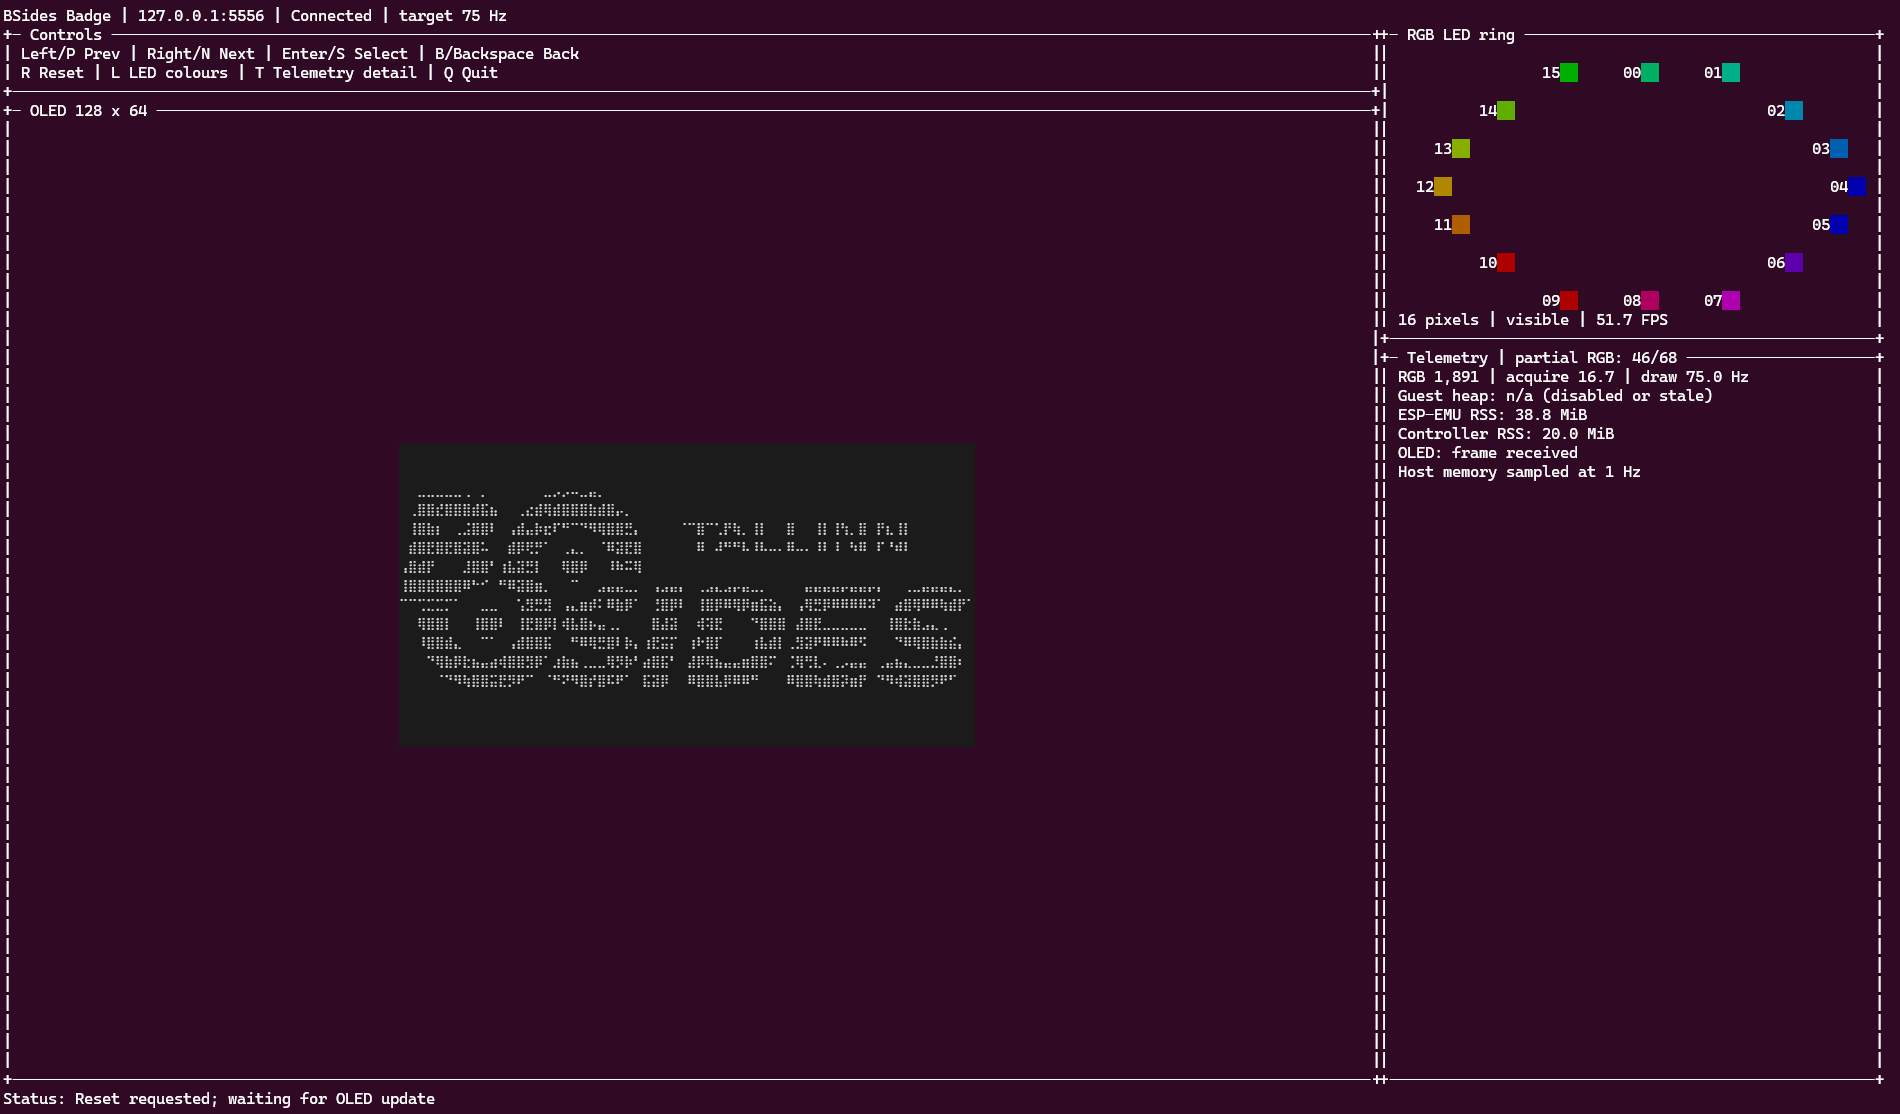 BSides Badge | 127.0.0.1:5556 | Connected | target 75 Hz
Controls
Left/P Prev | Right/N Next | Enter/S Select | B/Backspace Back
R Reset | L LED colours | T Telemetry detail | Q Quit
OLED 128 x 64
TALLINN
BSIDES
RGB LED ring
15 00 01
14 02
13 03
12 04
11 05
10 06
09 08 07
16 pixels | visible | 51.7 FPS
Telemetry | partial RGB: 46/68
RGB 1,891 | acquire 16.7 | draw 75.0 Hz
Guest heap: n/a (disabled or stale)
ESP-EMU RSS: 38.8 MiB
Controller RSS: 20.0 MiB
OLED: frame received
Host memory sampled at 1 Hz
Status: Reset requested; waiting for OLED update